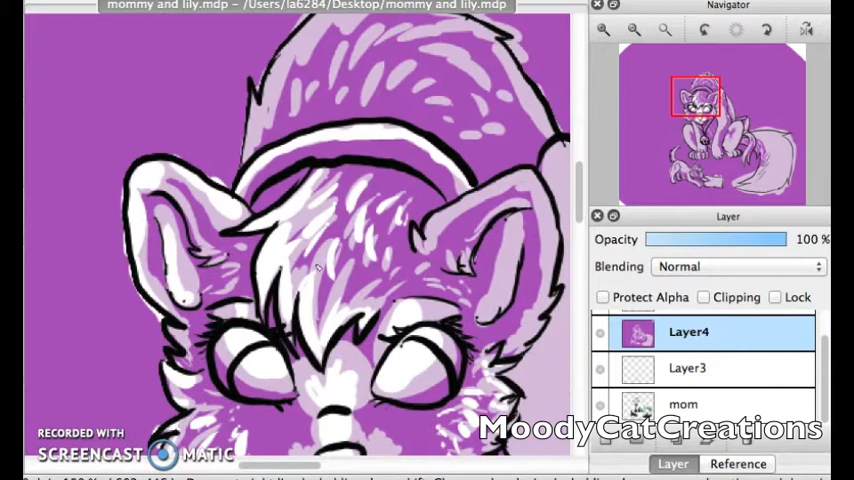 mommy and lily.mdp - /Users/la6284/Desktop/mommy and lily.mdp
Navigator
Layer
Opacity 100 %
Blending Normal
Protect Alpha Clipping Lock
Layer4
Layer3
mom
MoodyCatCreations
RECORDED WITH
SCREENCAST MATIC
Layer Reference